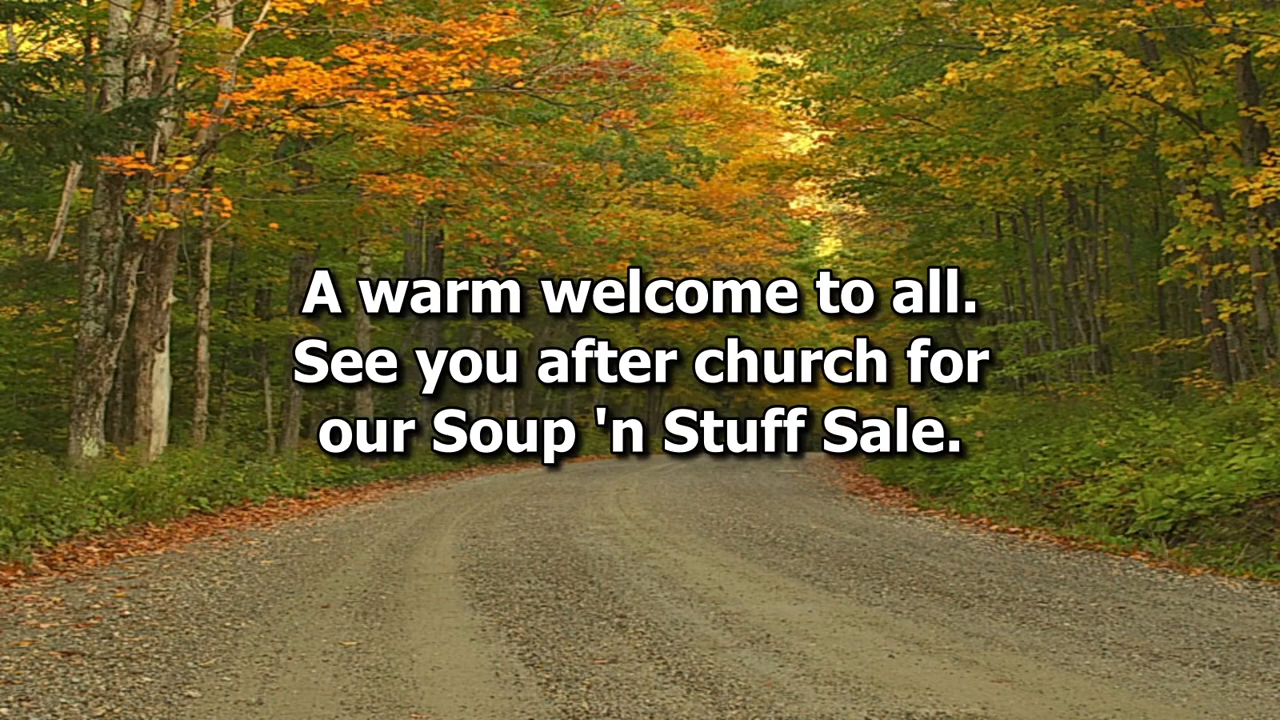 A warm welcome to all.
See you after church for
our Soup 'n Stuff Sale.